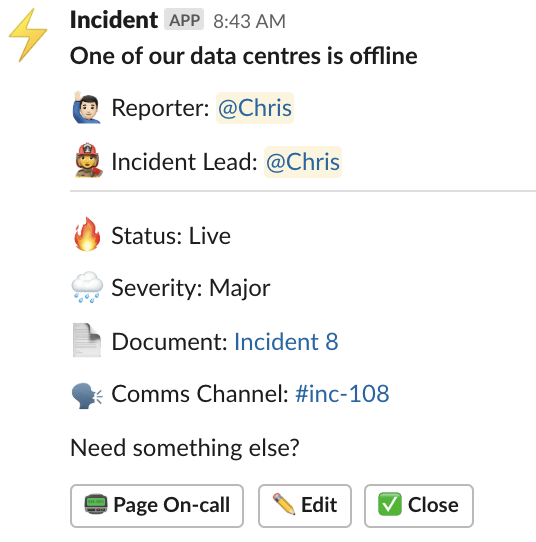 Incident APP 8:43 AM
One of our data centres is offline
Reporter: @Chris
Incident Lead: @Chris
Status: Live
Severity: Major
Document: Incident 8
Comms Channel: #inc-108
Need something else?
Page On-call Edit Close